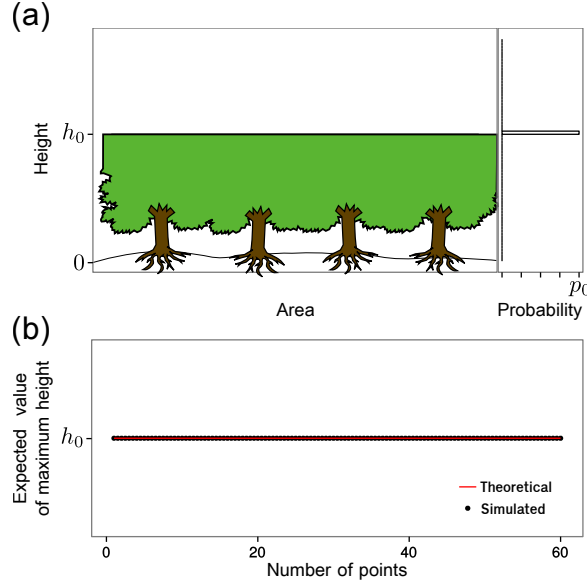 (a)
Height
h₀
0
Area
Probability
p₀
(b)
Expected value
of maximum height
h₀
Theoretical
Simulated
0
20
40
60
Number of points